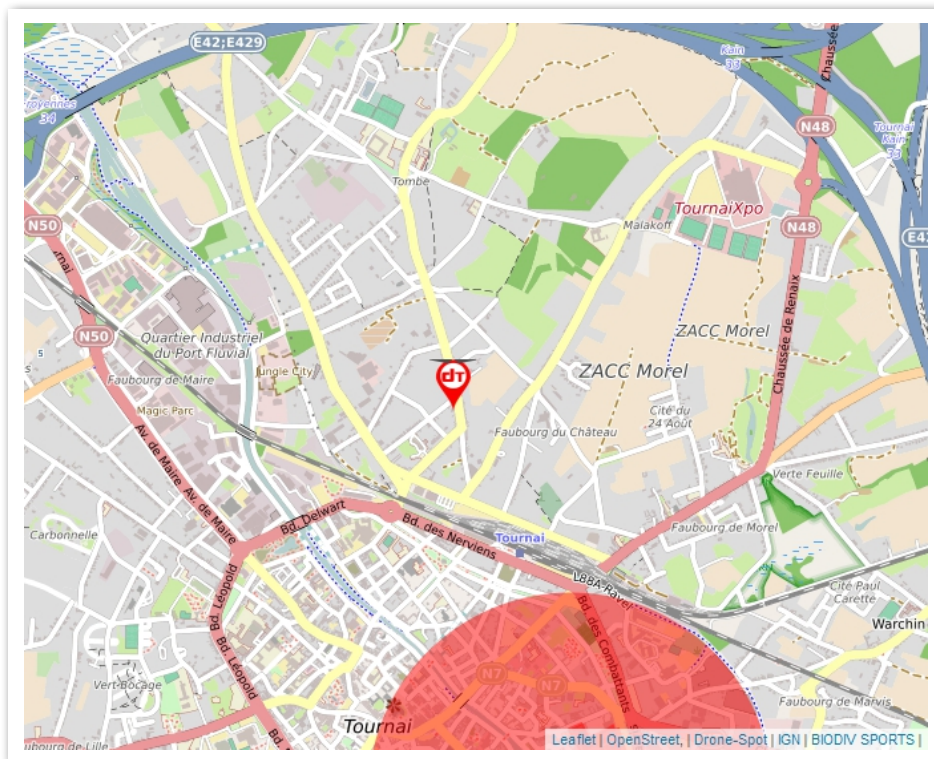 E42;E429
Kain
33
Chaussée
royennes
34
N48
Tournai
Kain
33
Tombe
TournaiXpo
Malakoff
N50
N48
E42
Quartier Industriel
du Port Fluvial
ZACC Morel
Chaussée de Renaix
N50
Jungle City
dT
ZACC Morel
Faubourg de Maire
Magic Parc
Cité du
24 Août
Faubourg du Château
Av. de Maire
Av. de Maire
Verte Feuille
Bd. Delwart
Bd. des Nerviens
Tournai
Faubourg de Morel
Carbonnelle
L88A-Ravel
Cité Paul
Carette
Bd. Léopold
Bd. des Combattants
Warchin
Bd. Léopold
N7
N7
Vert-Bocage
Faubourg de Marvis
Tournai
Faubourg de Lille
Leaflet | OpenStreet, | Drone-Spot | IGN | BIODIV SPORTS |